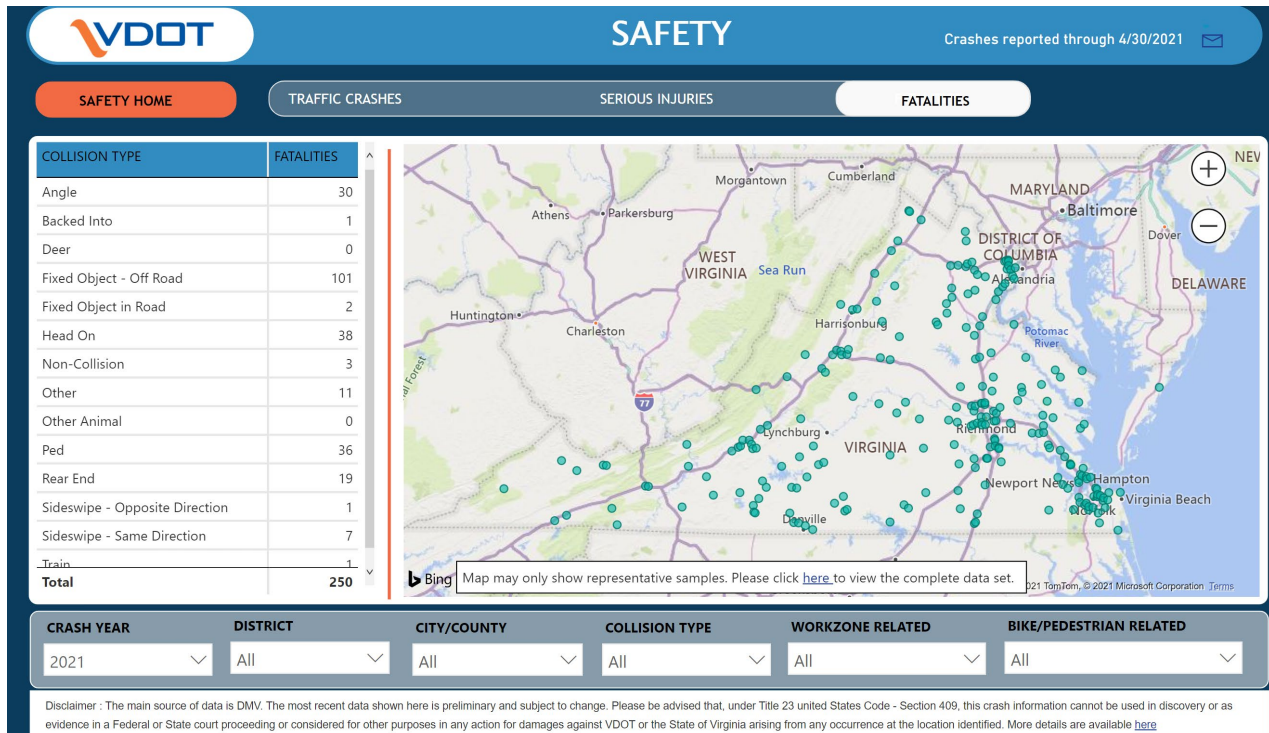 VDOT
SAFETY
Crashes reported through 4/30/2021
SAFETY HOME
TRAFFIC CRASHES
SERIOUS INJURIES
FATALITIES
COLLISION TYPE FATALITIES
Angle 30
Backed Into 1
Deer 0
Fixed Object - Off Road 101
Fixed Object in Road 2
Head On 38
Non-Collision 3
Other 11
Other Animal 0
Ped 36
Rear End 19
Sideswipe - Opposite Direction 1
Sideswipe - Same Direction 7
Train 1
Total 250
NEW
Morgantown
Cumberland
MARYLAND
Baltimore
Athens
Parkersburg
Dover
DISTRICT OF
COLUMBIA
WEST
VIRGINIA
Sea Run
Alexandria
DELAWARE
Huntington
Charleston
Harrisonburg
Potomac
River
Forest
77
Lynchburg
VIRGINIA
Richmond
Newport News
Hampton
Virginia Beach
Norfolk
Danville
Bing
Map may only show representative samples. Please click here to view the complete data set.
021 TomTom, © 2021 Microsoft Corporation Terms
CRASH YEAR
DISTRICT
CITY/COUNTY
COLLISION TYPE
WORKZONE RELATED
BIKE/PEDESTRIAN RELATED
2021
All
All
All
All
All
Disclaimer : The main source of data is DMV. The most recent data shown here is preliminary and subject to change. Please be advised that, under Title 23 united States Code - Section 409, this crash information cannot be used in discovery or as
evidence in a Federal or State court proceeding or considered for other purposes in any action for damages against VDOT or the State of Virginia arising from any occurrence at the location identified. More details are available here